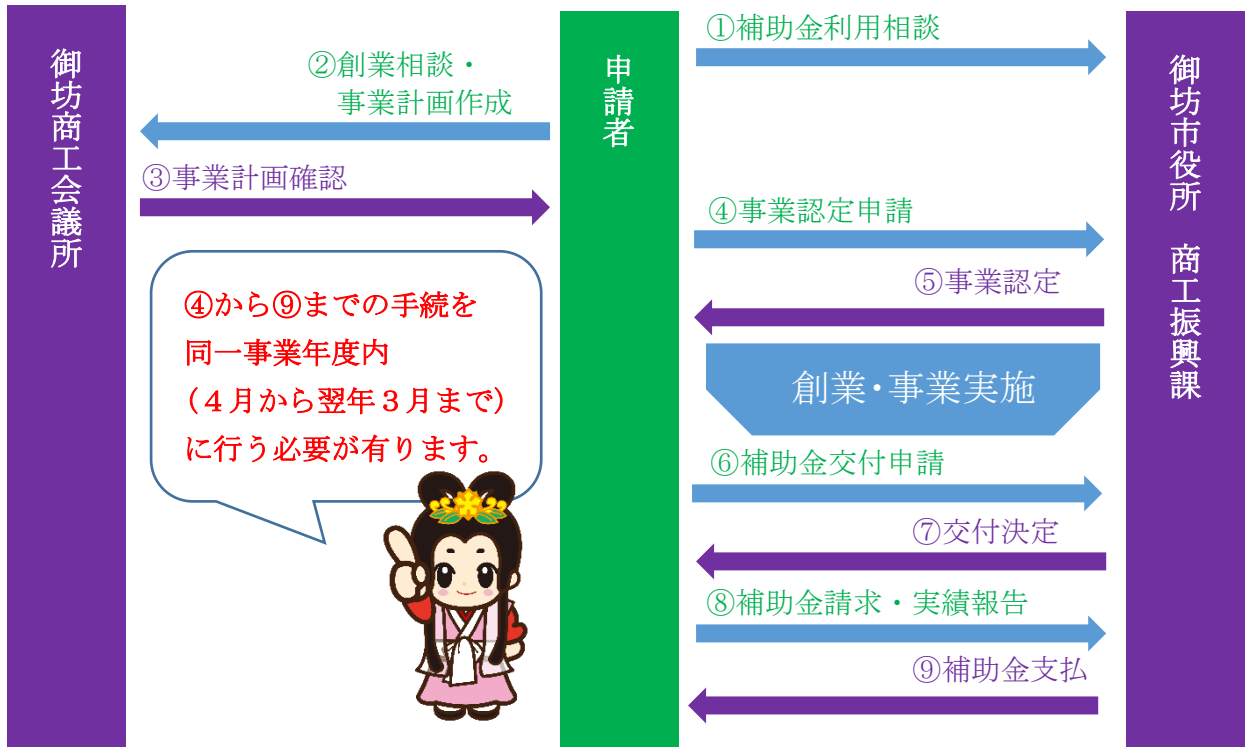 御坊商工会議所
申請者
御坊市役所　商工振興課
①補助金利用相談
②創業相談・
事業計画作成
③事業計画確認
④事業認定申請
⑤事業認定
創業・事業実施
④から⑨までの手続を
同一事業年度内
（４月から翌年３月まで）
に行う必要が有ります。
⑥補助金交付申請
⑦交付決定
⑧補助金請求・実績報告
⑨補助金支払